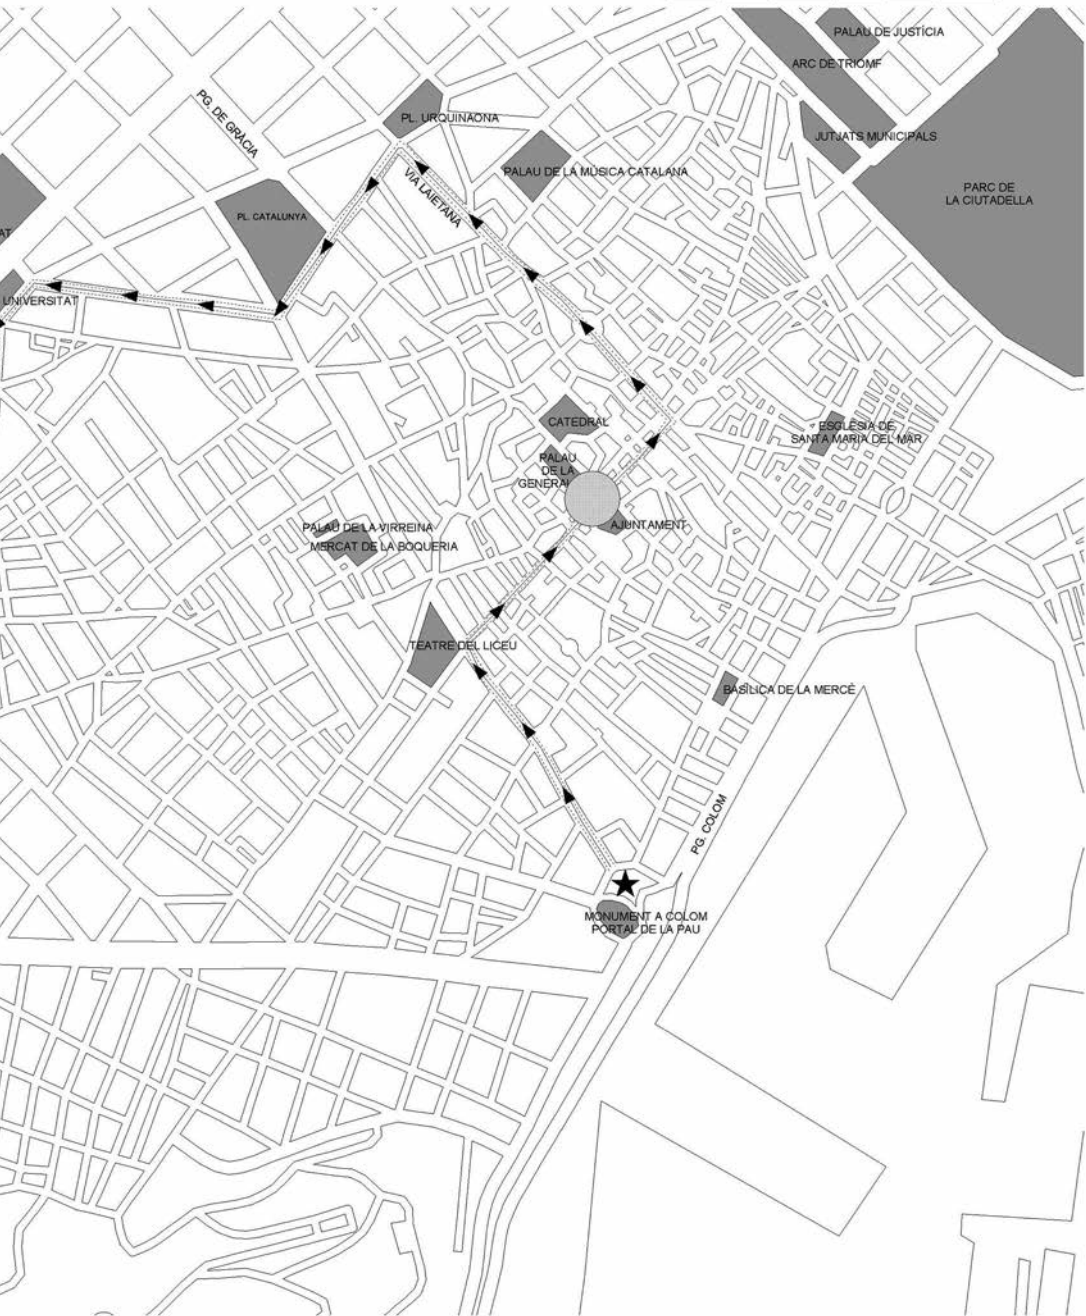 PALAU DE JUSTÍCIA
ARC DE TRIOMF
PG. DE GRÀCIA
PL. URQUINAONA
JUTJATS MUNICIPALS
PALAU DE LA MÚSICA CATALANA
VIA LAIETANA
PARC DE
LA CIUTADELLA
PL. CATALUNYA
AT
UNIVERSITAT
CATEDRAL
ESGLÉSIA DE
SANTA MARIA DEL MAR
PALAU
DE LA
GENERAL
AJUNTAMENT
PALAU DE LA VIRREINA
MERCAT DE LA BOQUERIA
TEATRE DEL LICEU
BASÍLICA DE LA MERCÈ
PG. COLOM
MONUMENT A COLOM
PORTAL DE LA PAU